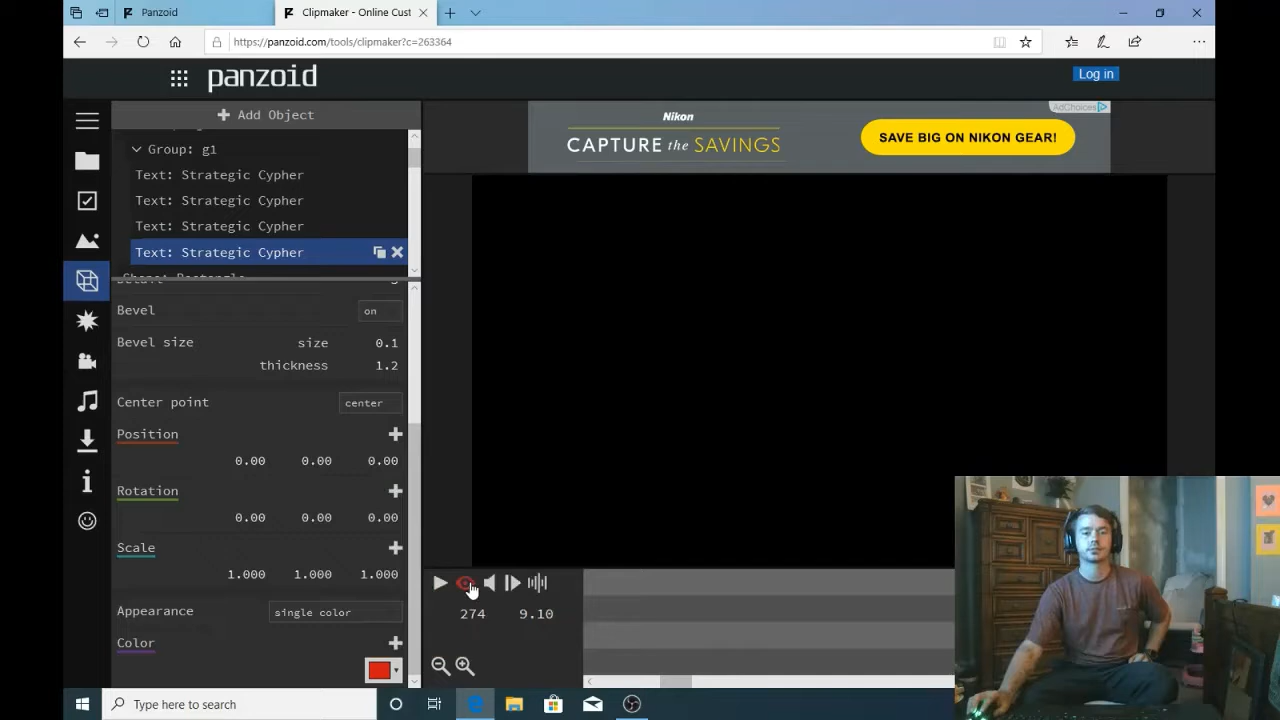 Panzoid
Clipmaker - Online Cust
https://panzoid.com/tools/clipmaker?c=263364
panzoid
Log in
Add Object
Group: g1
Text: Strategic Cypher
Text: Strategic Cypher
Text: Strategic Cypher
Text: Strategic Cypher
Shape: Rectangle
Bevel on
Bevel size size 0.1
thickness 1.2
Center point center
Position
0.00 0.00 0.00
Rotation
0.00 0.00 0.00
Scale
1.000 1.000 1.000
Appearance single color
Color
Nikon
CAPTURE the SAVINGS
SAVE BIG ON NIKON GEAR!
AdChoices
274 9.10
Type here to search